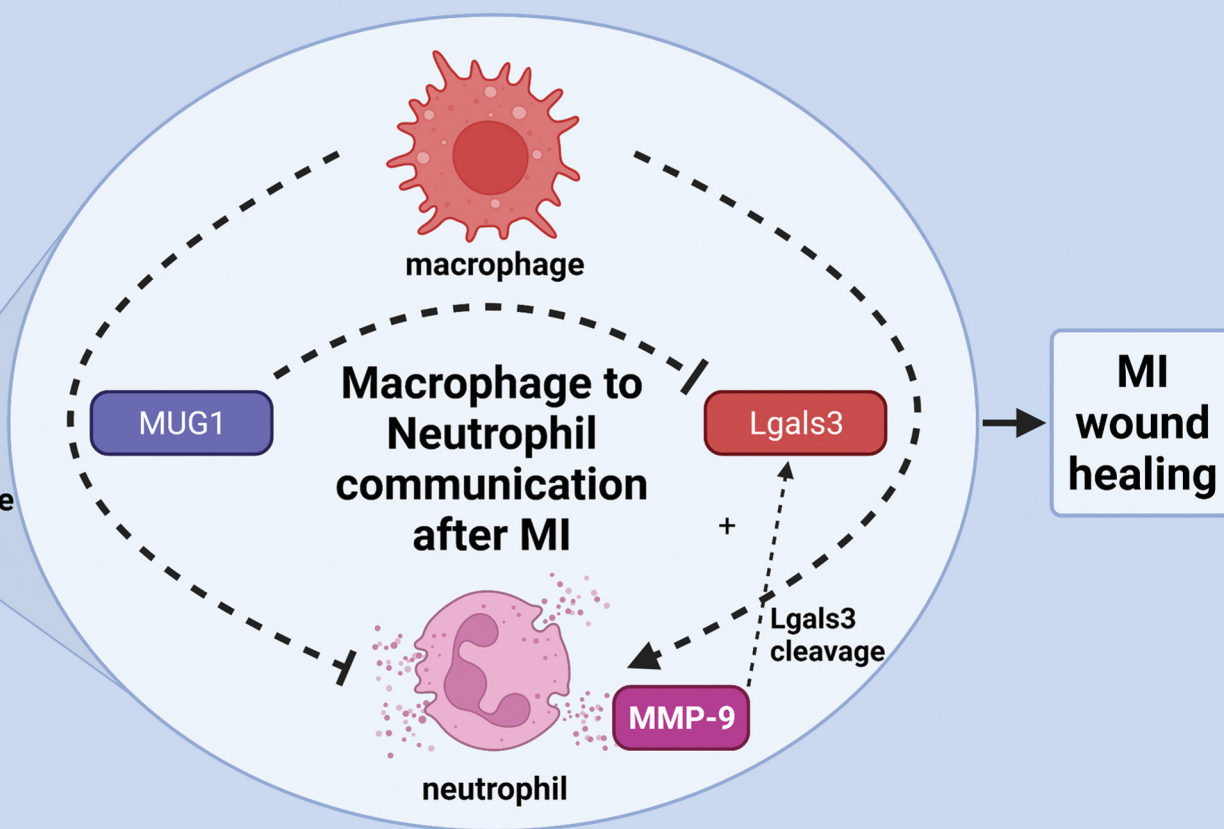 macrophage
Macrophage to
Neutrophil
communication
after MI
MUG1
Lgals3
MI
wound
healing
e
+
Lgals3
cleavage
MMP-9
neutrophil